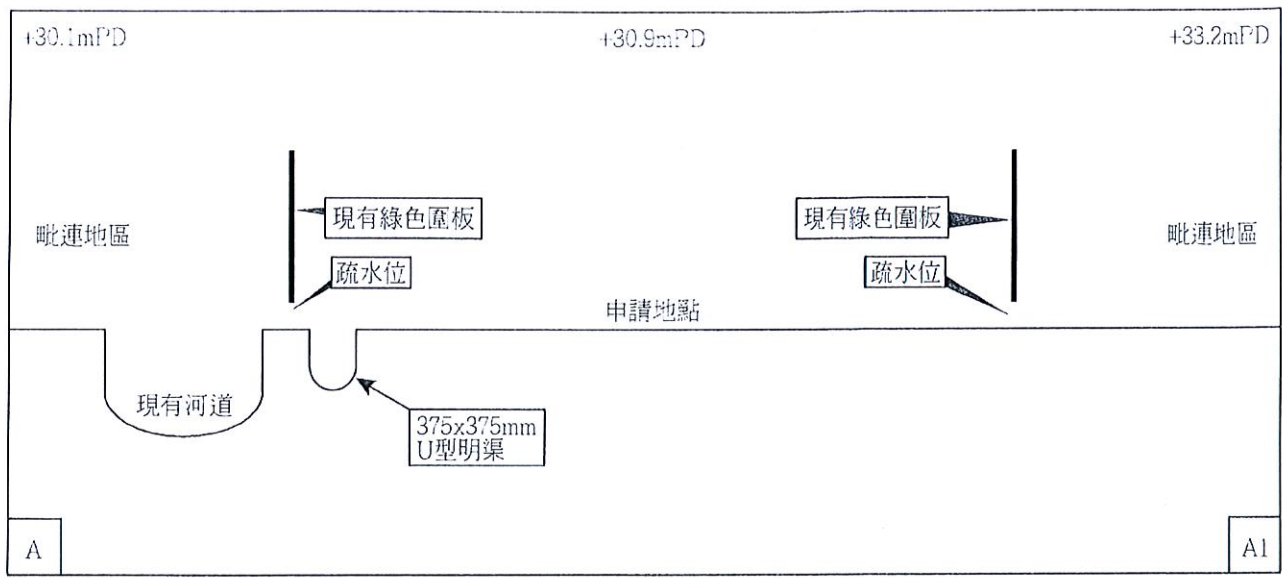 +30.1mPD
+30.9mPD
+33.2mPD
現有綠色圍板
現有綠色圍板
毗連地區
毗連地區
疏水位
疏水位
申請地點
現有河道
375x375mm
U型明渠
A
A1